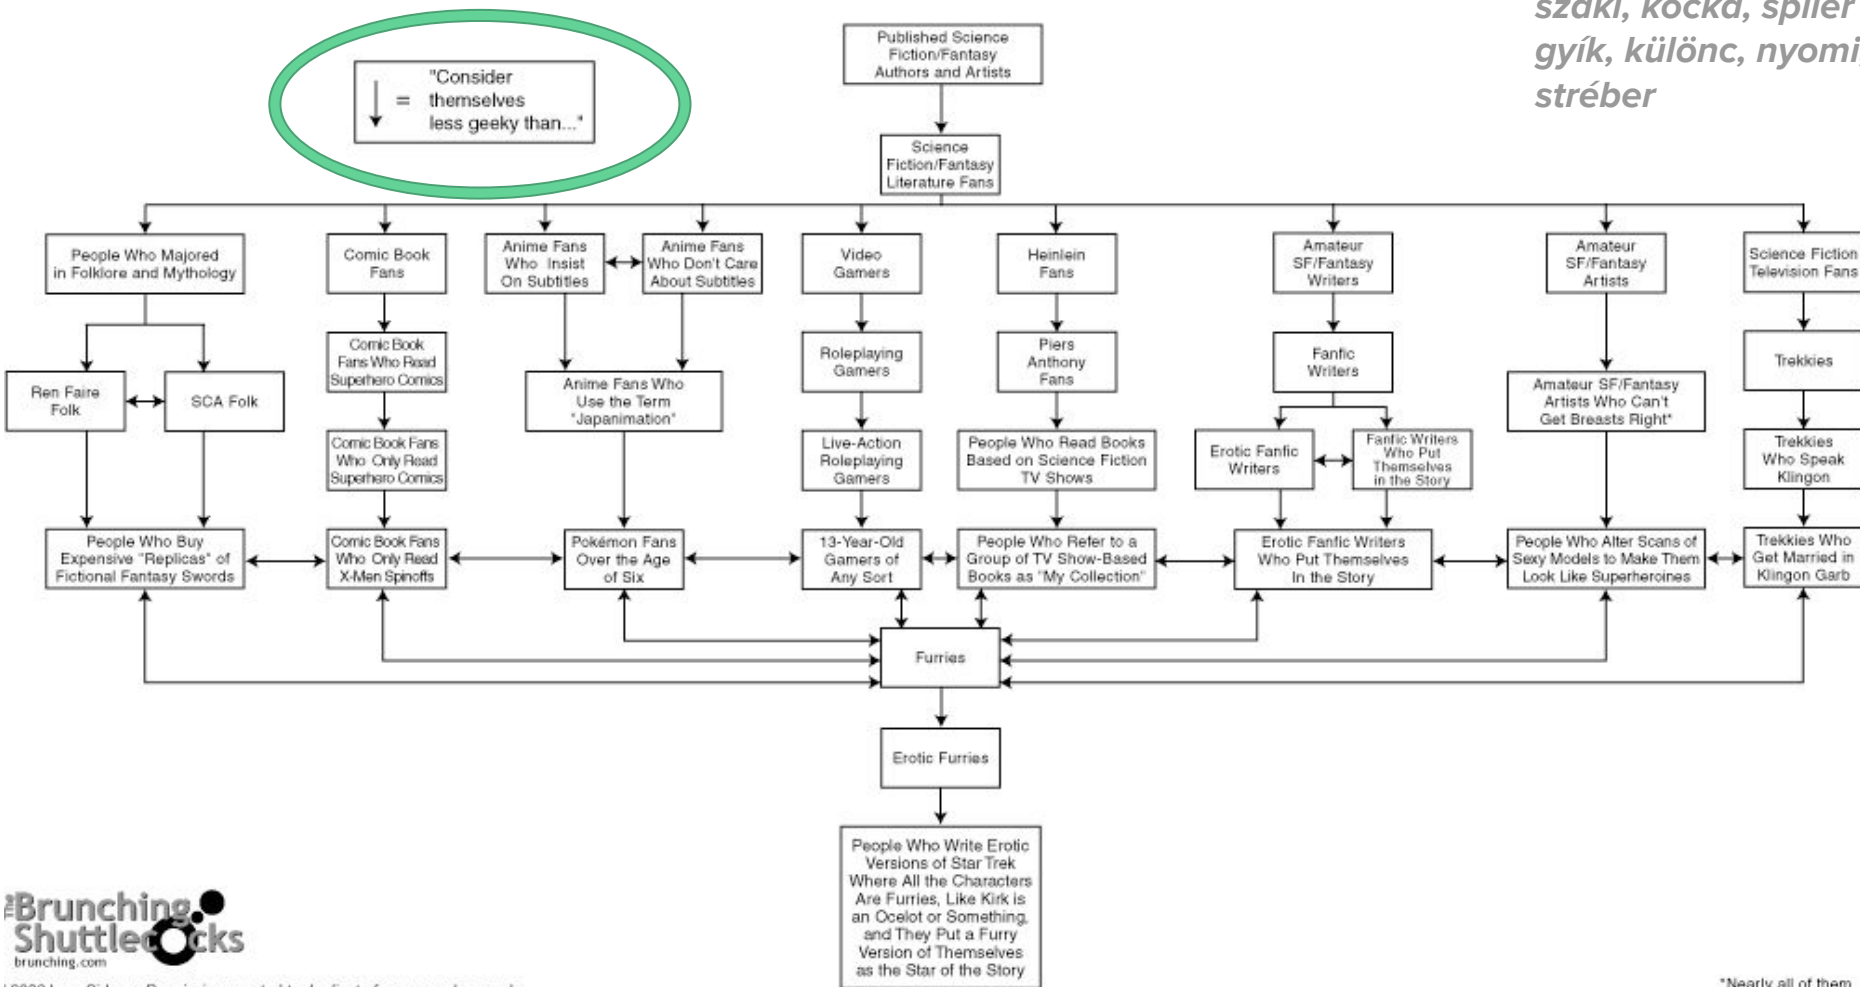 szaki, kocka, spíler
gyík, különc, nyomi,
stréber
"Consider
themselves
less geeky than..."
=
Published Science
Fiction/Fantasy
Authors and Artists
Science
Fiction/Fantasy
Literature Fans
People Who Majored
in Folklore and Mythology
Comic Book
Fans
Anime Fans
Who Insist
On Subtitles
Anime Fans
Who Don't Care
About Subtitles
Video
Gamers
Heinlein
Fans
Amateur
SF/Fantasy
Writers
Amateur
SF/Fantasy
Artists
Science Fiction
Television Fans
Comic Book
Fans Who Read
Superhero Comics
Roleplaying
Gamers
Piers
Anthony
Fans
Fanfic
Writers
Trekkies
Ren Faire
Folk
SCA Folk
Anime Fans Who
Use the Term
"Japanimation"
Amateur SF/Fantasy
Artists Who Can't
Get Breasts Right*
Comic Book Fans
Who Only Read
Superhero Comics
Live-Action
Roleplaying
Gamers
People Who Read Books
Based on Science Fiction
TV Shows
Erotic Fanfic
Writers
Fanfic Writers
Who Put
Themselves
in the Story
Trekkies
Who Speak
Klingon
People Who Buy
Expensive "Replicas" of
Fictional Fantasy Swords
Comic Book Fans
Who Only Read
X-Men Spinoffs
Pokémon Fans
Over the Age
of Six
13-Year-Old
Gamers of
Any Sort
People Who Refer to a
Group of TV Show-Based
Books as "My Collection"
Erotic Fanfic Writers
Who Put Themselves
In the Story
People Who Alter Scans of
Sexy Models to Make Them
Look Like Superheroines
Trekkies Who
Get Married in
Klingon Garb
Furries
Erotic Furries
People Who Write Erotic
Versions of Star Trek
Where All the Characters
Are Furries, Like Kirk is
an Ocelot or Something,
and They Put a Furry
Version of Themselves
as the Star of the Story
The Brunching
Shuttlecocks
brunching.com
*Nearly all of them